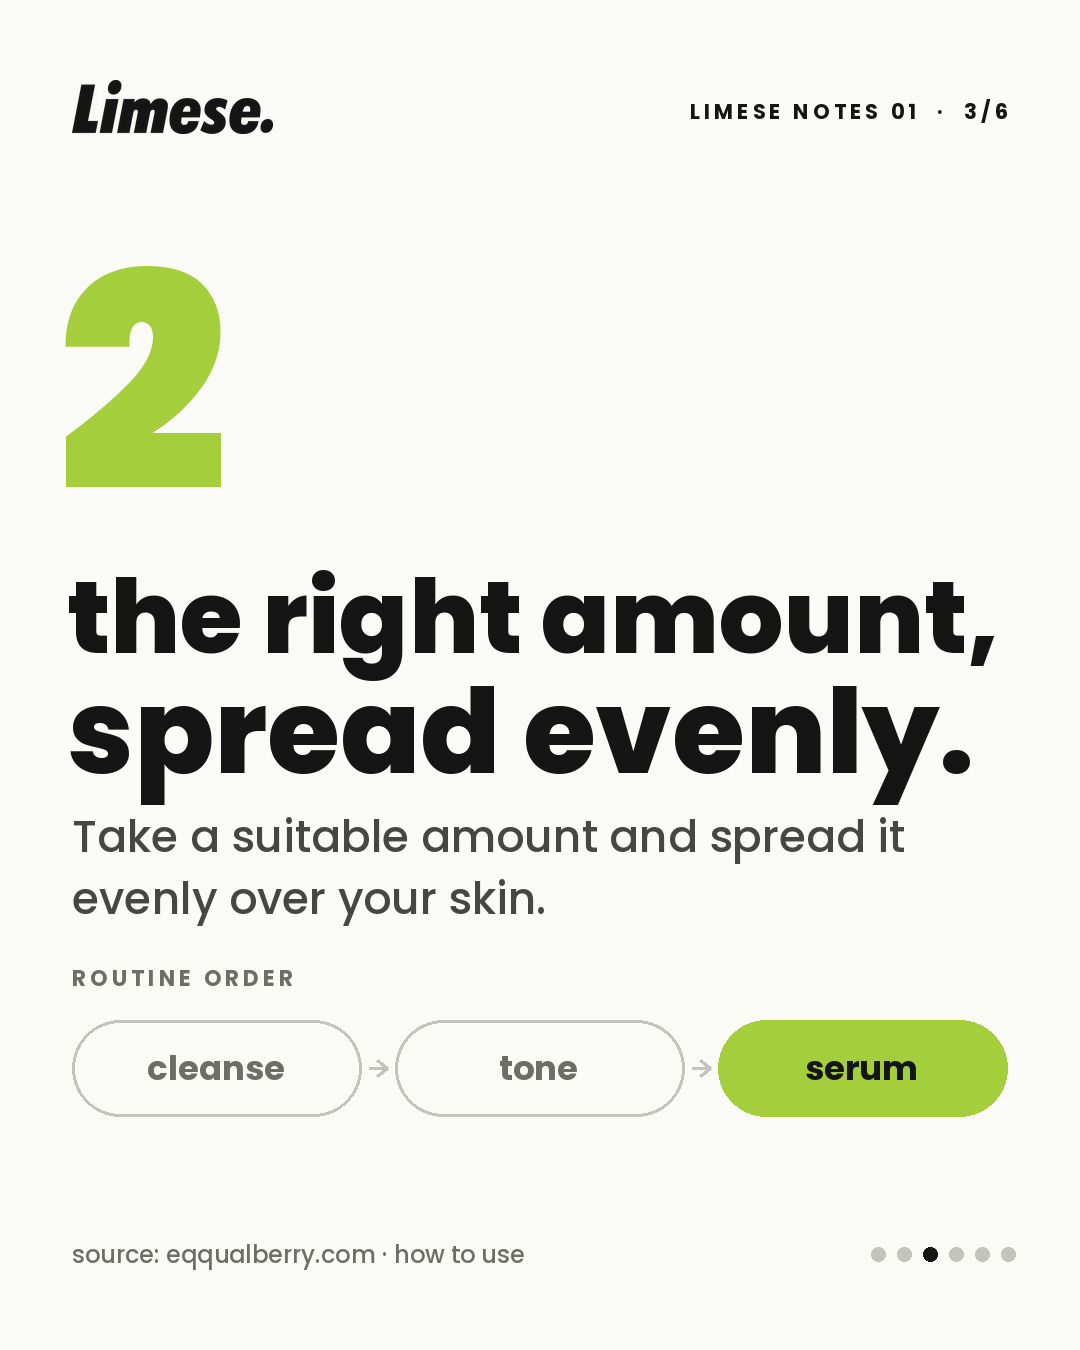 Limese.
LIMESE NOTES 01 · 3/6
2
the right amount,
spread evenly.
Take a suitable amount and spread it
evenly over your skin.
ROUTINE ORDER
cleanse → tone → serum
source: eqqualberry.com · how to use